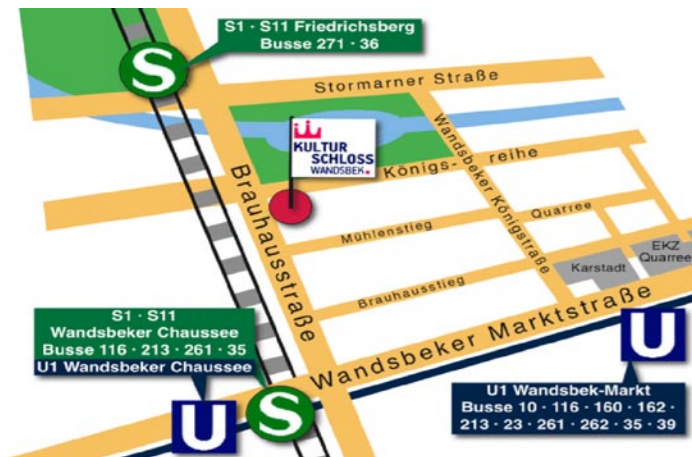 S1 · S11 Friedrichsberg
Busse 271 · 36
S
Stormarner Straße
KULTUR
SCHLOSS
WANDSBEK.
Königs-reihe
Wandsbeker Königstraße
Brauhausstraße
Mühlenstieg
Quarree
Brauhausstieg
Karstadt
EKZ
Quarree
Wandsbeker Marktstraße
S1 · S11
Wandsbeker Chaussee
Busse 116 · 213 · 261 · 35
U1 Wandsbeker Chaussee
U
S
U
U1 Wandsbek-Markt
Busse 10 · 116 · 160 · 162 ·
213 · 23 · 261 · 262 · 35 · 39